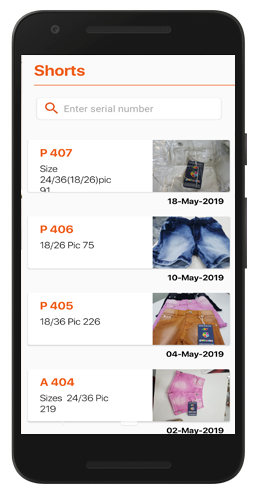 Shorts
Enter serial number
P 407
Size
24/36(18/26)pic
91
18-May-2019
P 406
18/26 Pic 75
10-May-2019
P 405
18/36 Pic 226
04-May-2019
A 404
Sizes 24/36 Pic
219
02-May-2019